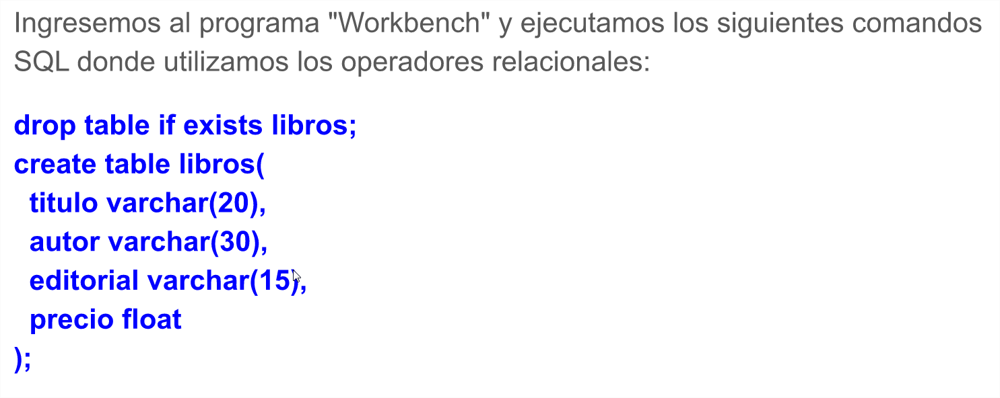 Ingresemos al programa "Workbench" y ejecutamos los siguientes comandos
SQL donde utilizamos los operadores relacionales:
drop table if exists libros;
create table libros(
titulo varchar(20),
autor varchar(30),
editorial varchar(15),
precio float
);